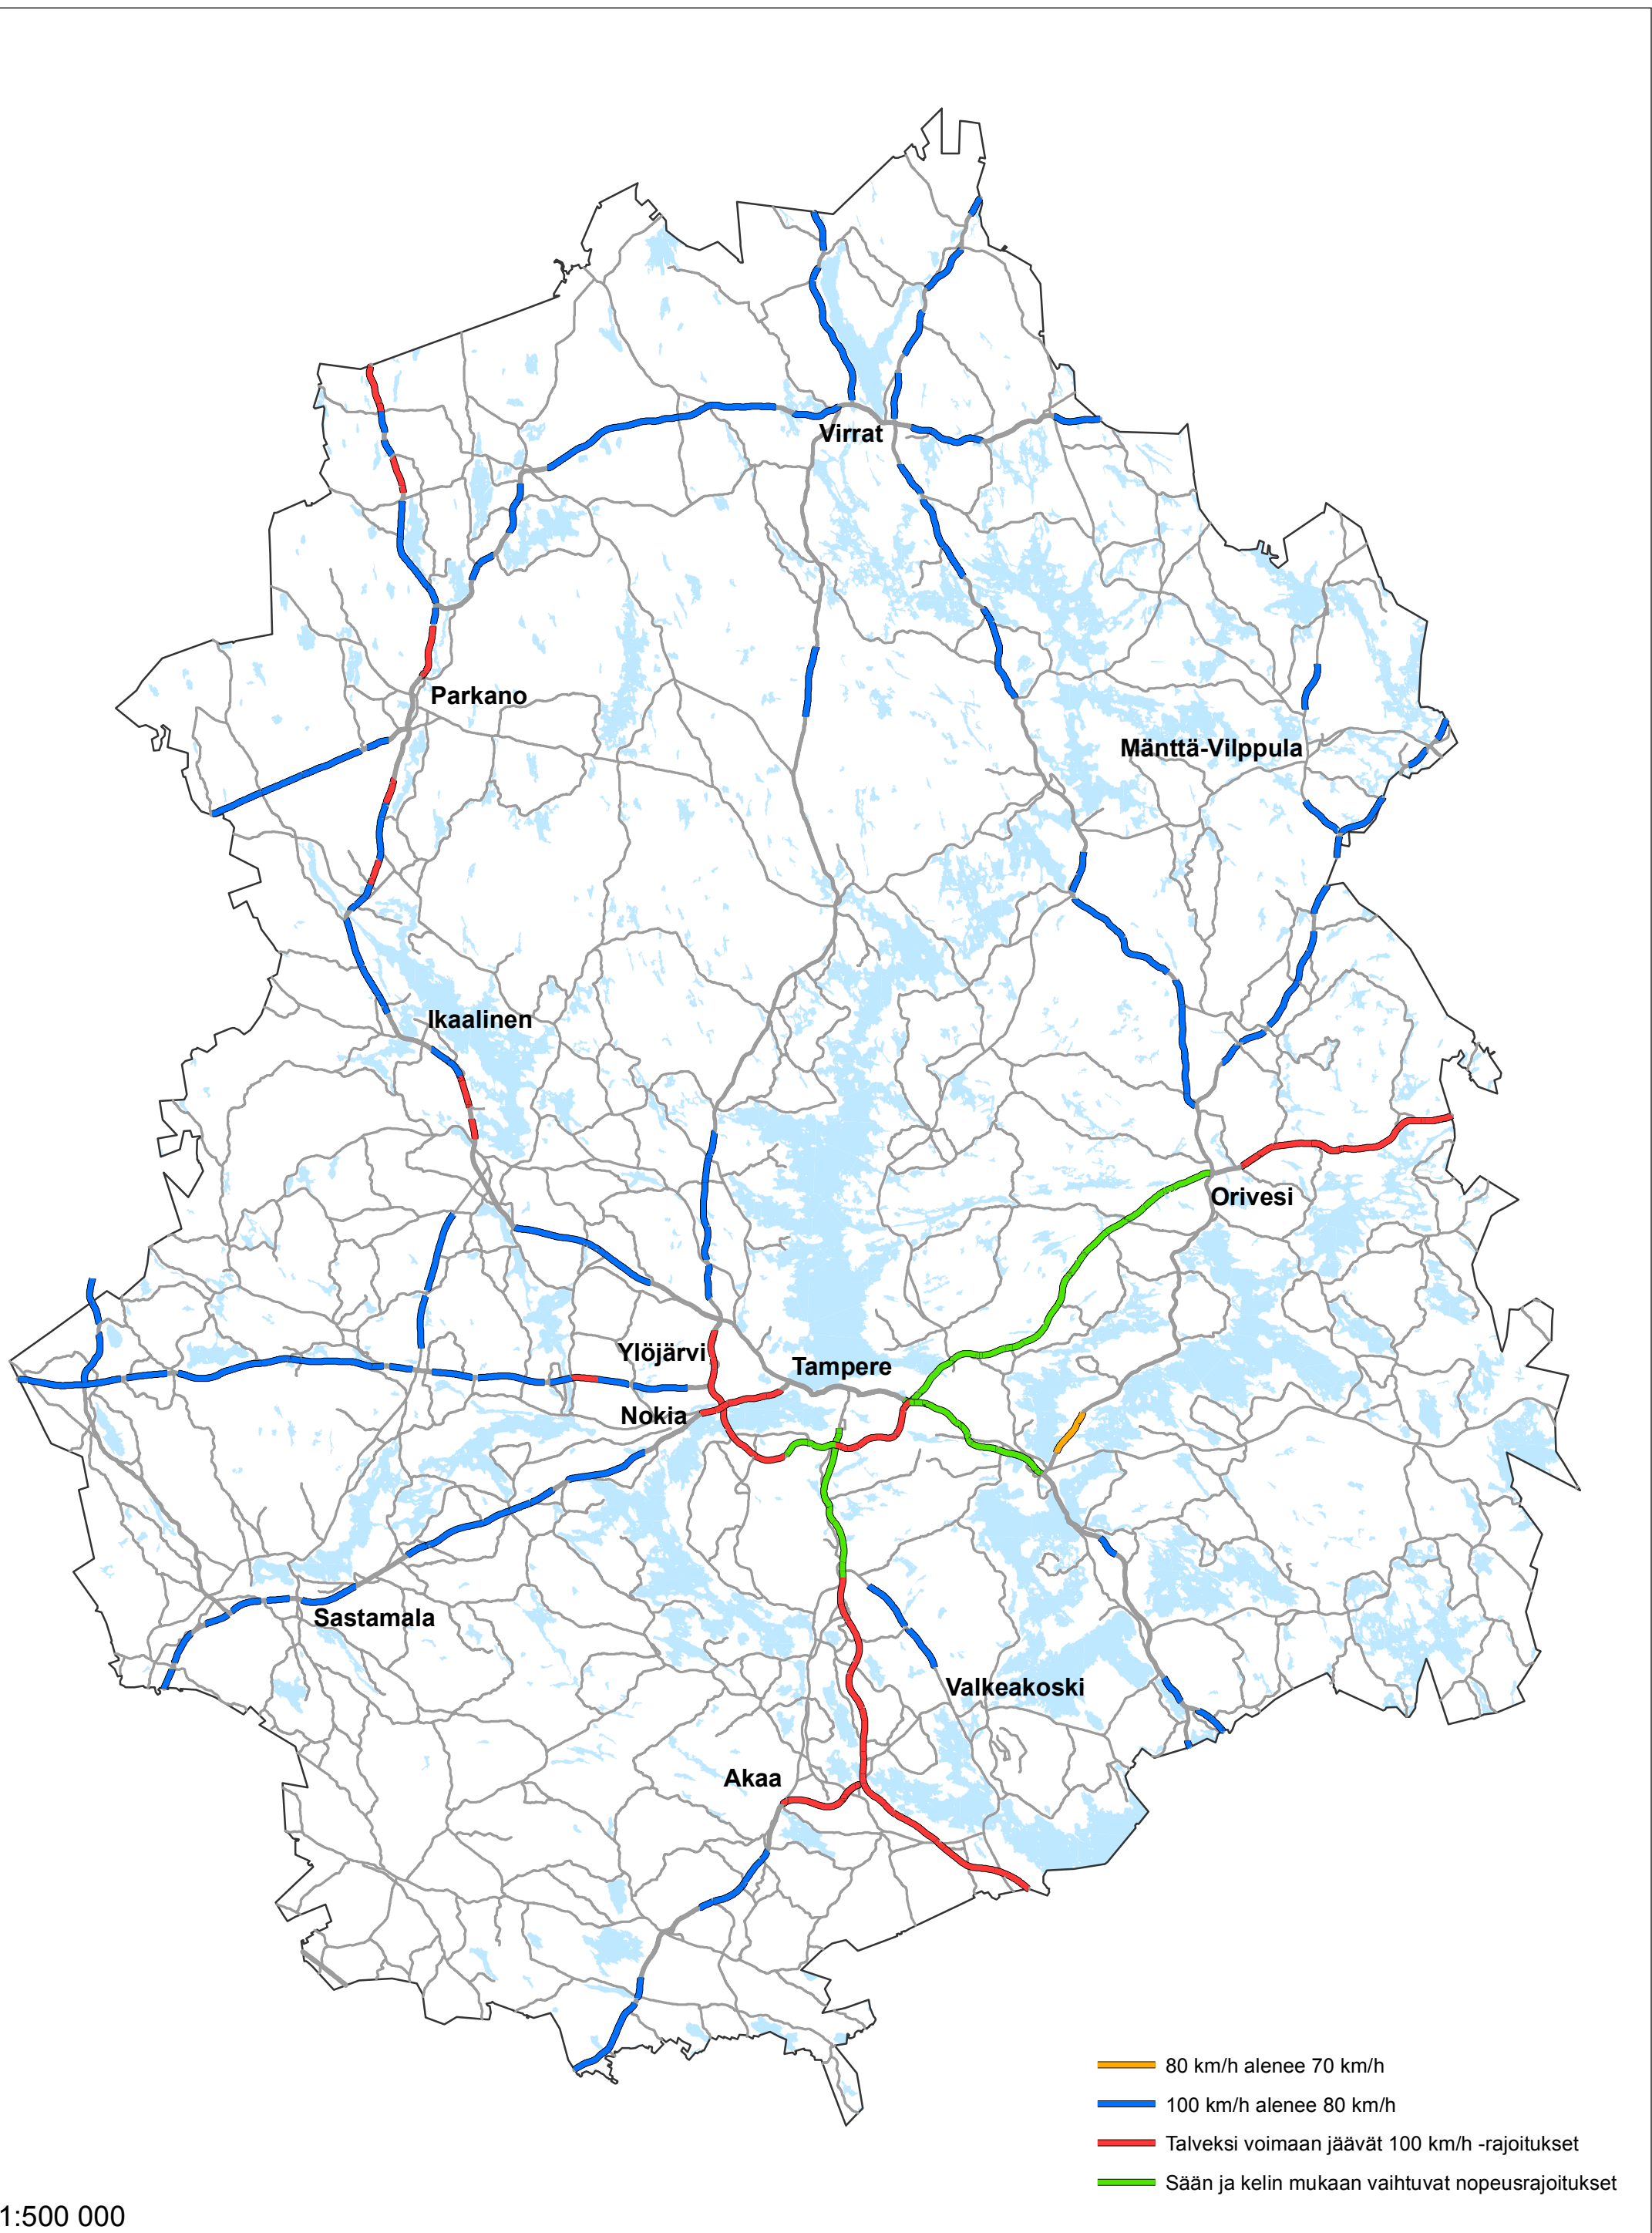 Virrat
Parkano
Mänttä-Vilppula
Ikaalinen
Orivesi
Ylöjärvi
Tampere
Nokia
Sastamala
Valkeakoski
Akaa
80 km/h alenee 70 km/h
100 km/h alenee 80 km/h
Talveksi voimaan jäävät 100 km/h -rajoitukset
Sään ja kelin mukaan vaihtuvat nopeusrajoitukset
1:500 000